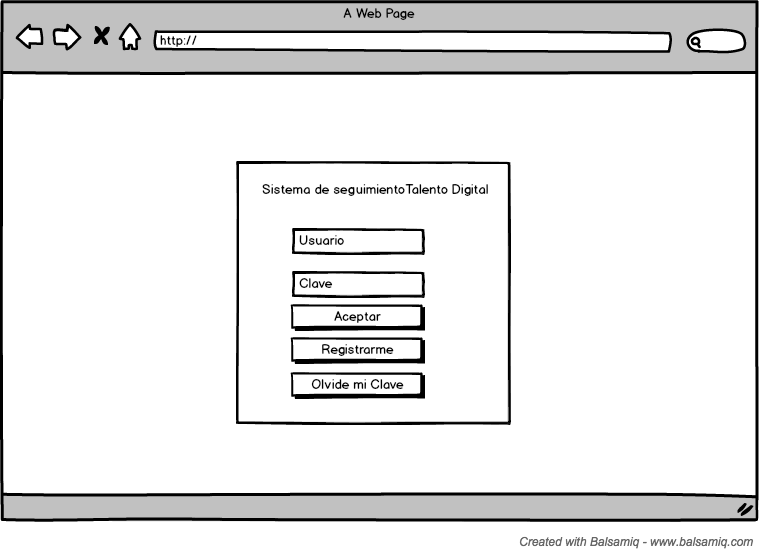 A Web Page
http://
Sistema de seguimientoTalento Digital
Usuario
Clave
Aceptar
Registrarme
Olvide mi Clave
Created with Balsamiq - www.balsamiq.com